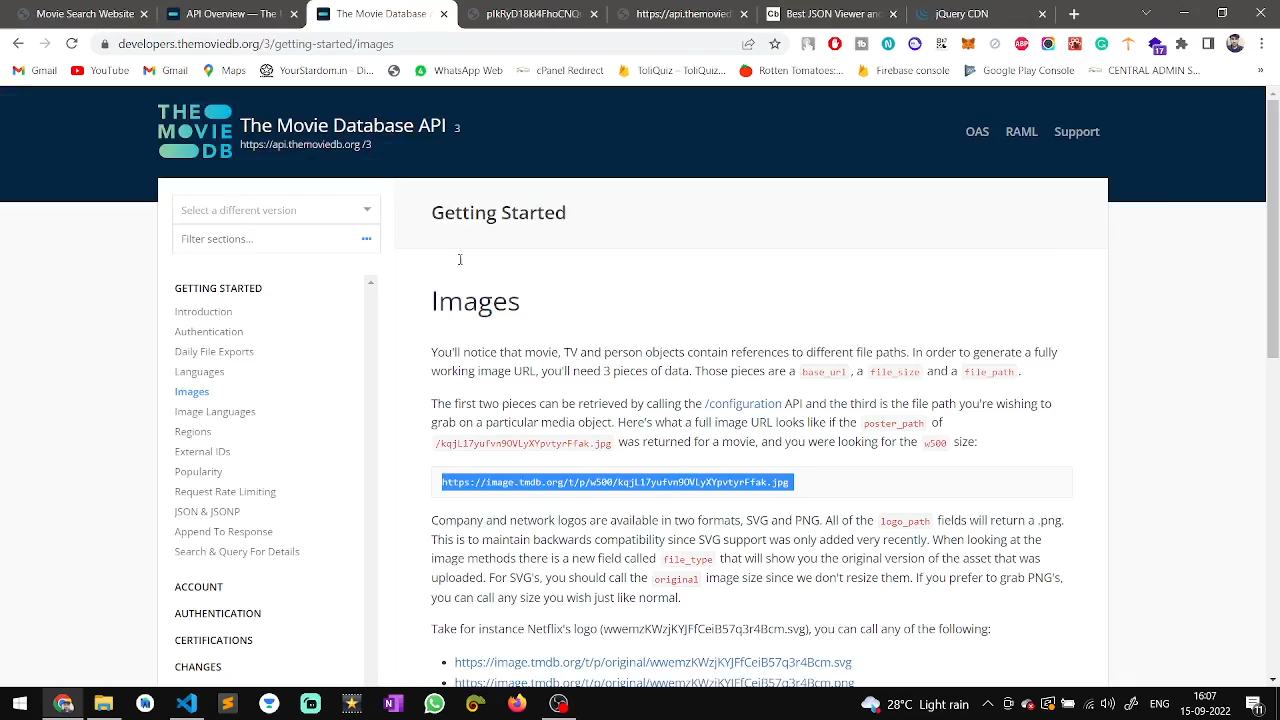 Movie Search Webs
API — The Movie D
The Movie Database
plkRyD18k4FhoCNO
https://api.themoviedb
Best JSON Viewer and
jQuery CDN
developers.themoviedb.org/3/getting-started/images
Gmail
YouTube
Gmail
Maps
YourStardom.in - Di...
WhatsApp Web
cPanel Redirect
ToliQuiz – ToliQuiz...
Rotten Tomatoes:...
Firebase console
Google Play Console
CENTRAL ADMIN S...
»
THE
MOVIE
DB
The Movie Database API 3
https://api.themoviedb.org /3
OAS
RAML
Support
Select a different version
Filter sections...
Getting Started
GETTING STARTED
Introduction
Authentication
Daily File Exports
Languages
Images
Image Languages
Regions
External IDs
Popularity
Request Rate Limiting
JSON & JSONP
Append To Response
Search & Query For Details
ACCOUNT
AUTHENTICATION
CERTIFICATIONS
CHANGES
Images
You'll notice that movie, TV and person objects contain references to different file paths. In order to generate a fully
working image URL, you'll need 3 pieces of data. Those pieces are a base_url, a file_size and a file_path.
The first two pieces can be retrieved by calling the /configuration API and the third is the file path you're wishing to
grab on a particular media object. Here's what a full image URL looks like if the poster_path of
/kqjL17yufvn9OVLyXYpvtyrFfak.jpg was returned for a movie, and you were looking for the w500 size:
https://image.tmdb.org/t/p/w500/kqjL17yufvn9OVLyXYpvtyrFfak.jpg
Company and network logos are available in two formats, SVG and PNG. All of the logo_path fields will return a .png.
This is to maintain backwards compatibility since SVG support was only added very recently. When looking at the
image methods there is a new field called file_type that will show you the original version of the asset that was
uploaded. For SVG's, you should call the original image size since we don't resize them. If you prefer to grab PNG's,
you can call any size you wish just like normal.
Take for instance Netflix's logo (wwemzKWzjKYJFfCeiB57q3r4Bcm.svg), you can call any of the following:
https://image.tmdb.org/t/p/original/wwemzKWzjKYJFfCeiB57q3r4Bcm.svg
https://image.tmdb.org/t/p/original/wwemzKWzjKYJFfCeiB57q3r4Bcm.png
28°C Light rain
ENG
16:07
15-09-2022